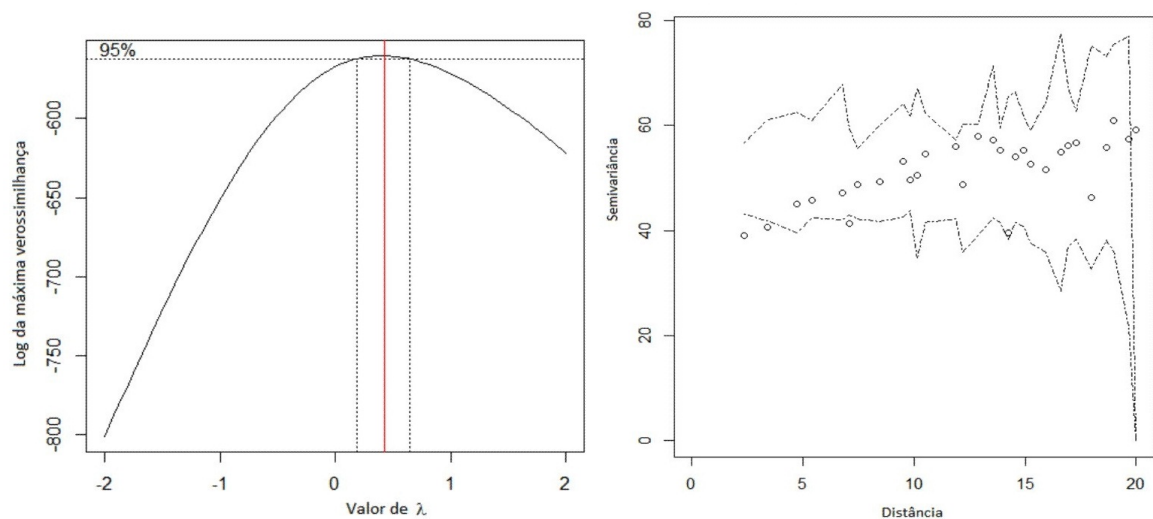 95%
Log da máxima verossimilhança
-600
-650
-700
-750
-800
-2 -1 0 1 2
Valor de λ
Semivariância
80
60
40
20
0
0 5 10 15 20
Distância